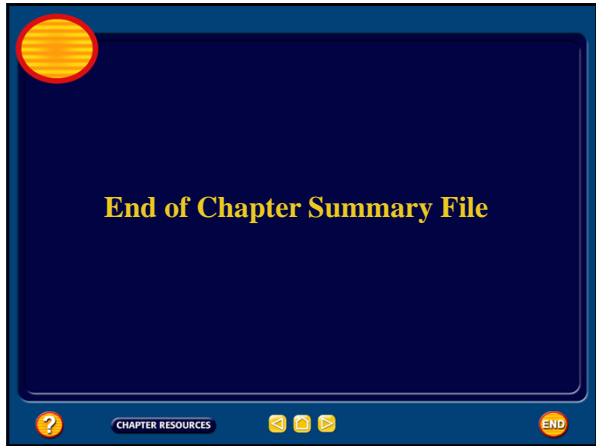 End of Chapter Summary File
? CHAPTER RESOURCES END